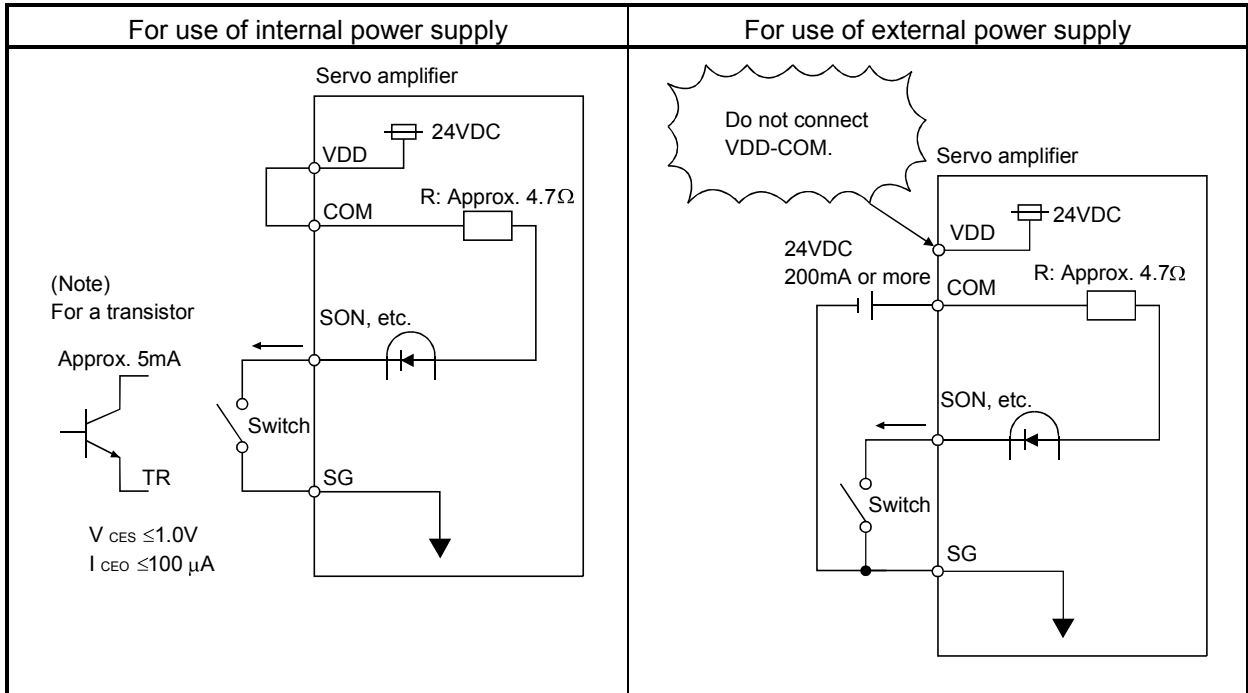 For use of internal power supply
For use of external power supply
Servo amplifier
24VDC
VDD
R: Approx. 4.7Ω
COM
(Note)
For a transistor
SON, etc.
Approx. 5mA
Switch
TR
SG
V CES ≤1.0V
I CEO ≤100 μA
Do not connect
VDD-COM.
Servo amplifier
24VDC
VDD
24VDC
200mA or more
R: Approx. 4.7Ω
COM
SON, etc.
Switch
SG